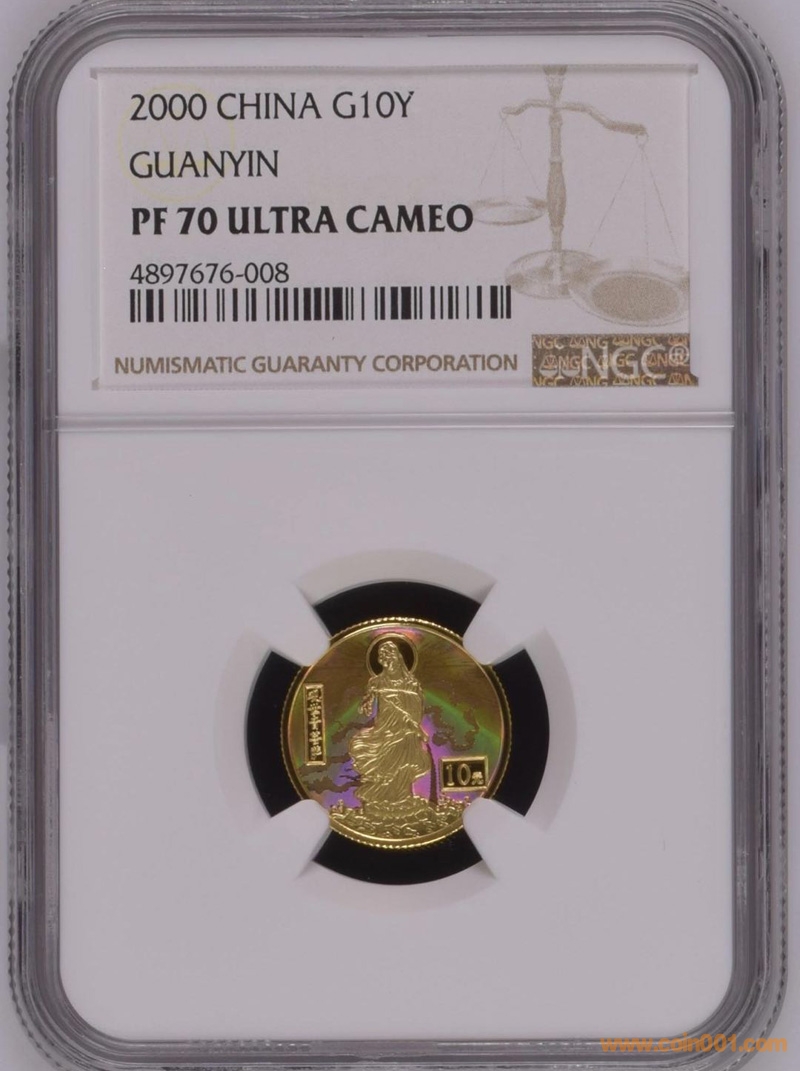 2000 CHINA G10Y
GUANYIN
PF 70 ULTRA CAMEO
4897676-008
NUMISMATIC GUARANTY CORPORATION
NGC®
10元
www.coin001.com